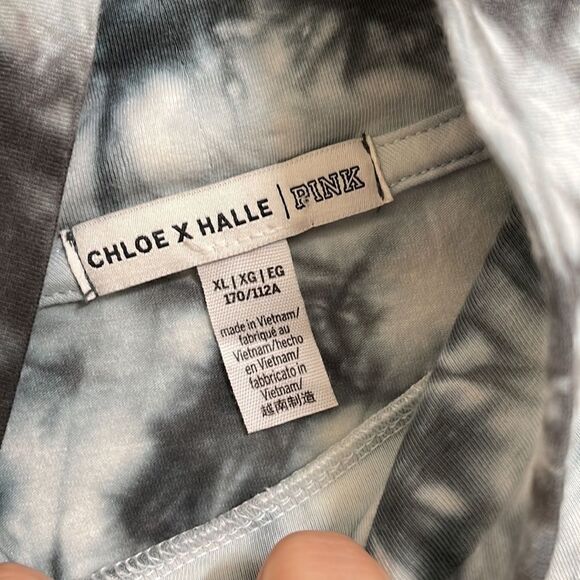 CHLOE X HALLE | PINK
XL | XG | EG
170/112A
made in Vietnam/
fabriqué au
Vietnam/hecho
en Vietnam/
fabbricato in
Vietnam/
越南制造